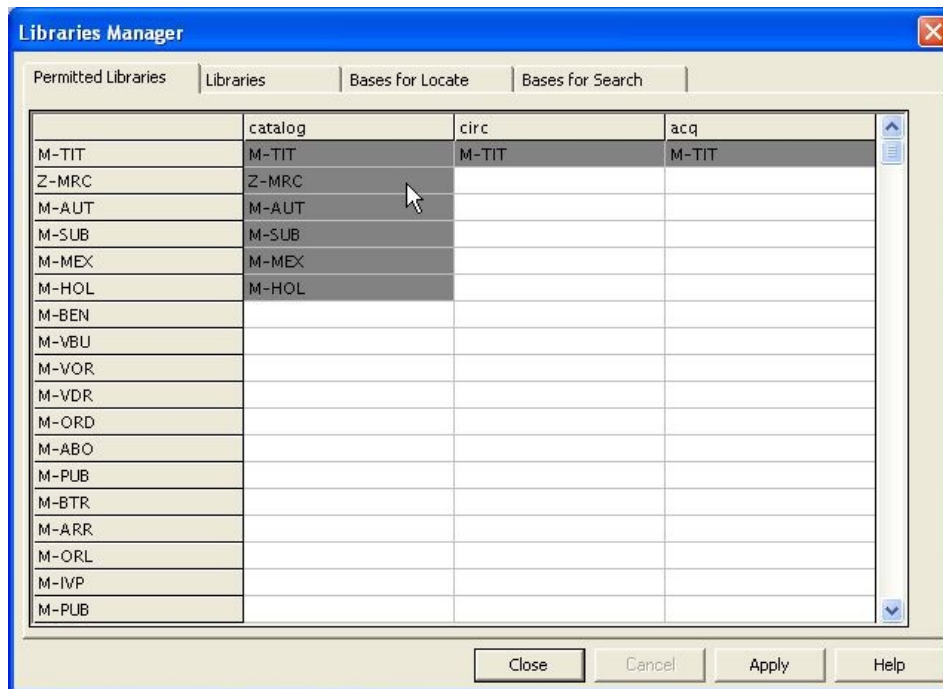 Libraries Manager
Permitted Libraries Libraries Bases for Locate Bases for Search
catalog circ acq
M-TIT M-TIT M-TIT M-TIT
Z-MRC Z-MRC
M-AUT M-AUT
M-SUB M-SUB
M-MEX M-MEX
M-HOL M-HOL
M-BEN
M-VBU
M-VOR
M-VDR
M-ORD
M-ABO
M-PUB
M-BTR
M-ARR
M-ORL
M-IVP
M-PUB
Close Cancel Apply Help